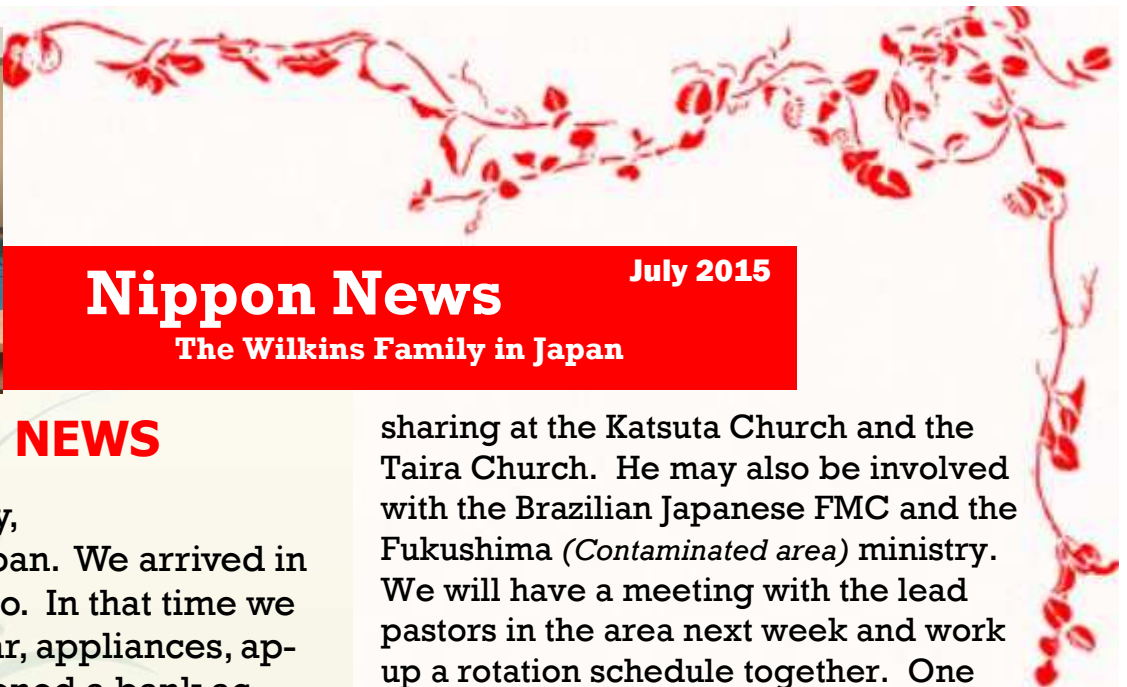 Nippon News
July 2015
The Wilkins Family in Japan
NEWS
We arrived in
In that time we
appliances, ap-
a bank ac-
sharing at the Katsuta Church and the
Taira Church.  He may also be involved
with the Brazilian Japanese FMC and the
Fukushima (Contaminated area) ministry.
We will have a meeting with the lead
pastors in the area next week and work
up a rotation schedule together.  One